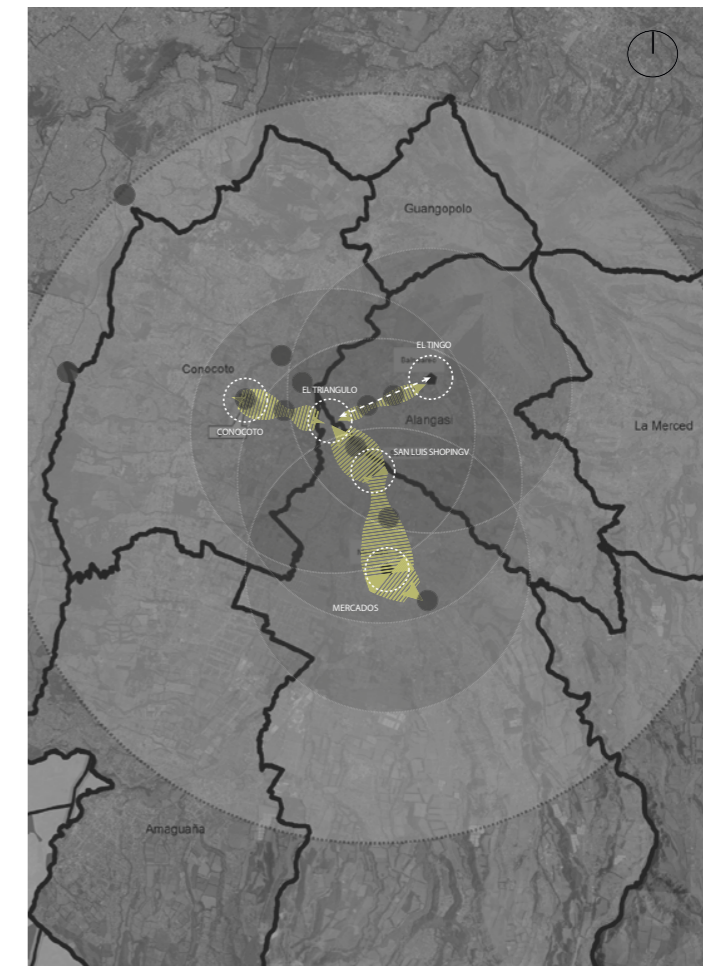 Guangopolo
EL TINGO
Conocoto
EL TRIANGULO
Alangasí
CONOCOTO
La Merced
SAN LUIS SHOPINGV
MERCADOS
Amaguaña